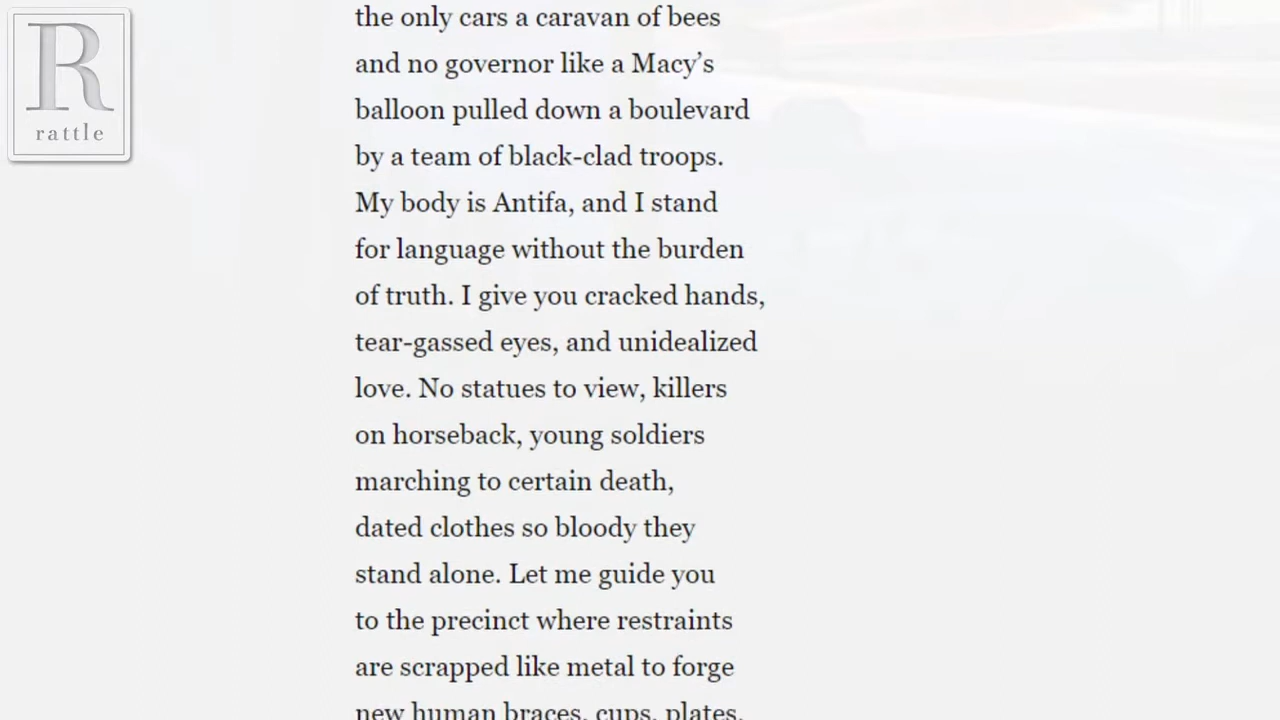 R
rattle
the only cars a caravan of bees
and no governor like a Macy’s
balloon pulled down a boulevard
by a team of black-clad troops.
My body is Antifa, and I stand
for language without the burden
of truth. I give you cracked hands,
tear-gassed eyes, and unidealized
love. No statues to view, killers
on horseback, young soldiers
marching to certain death,
dated clothes so bloody they
stand alone. Let me guide you
to the precinct where restraints
are scrapped like metal to forge
new human braces, cups, plates,